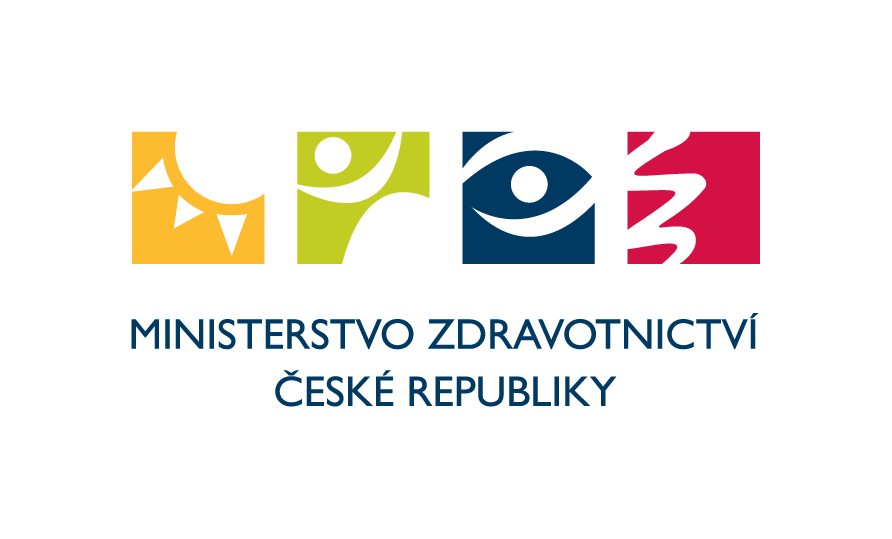 MINISTERSTVO ZDRAVOTNICTVÍ
ČESKÉ REPUBLIKY